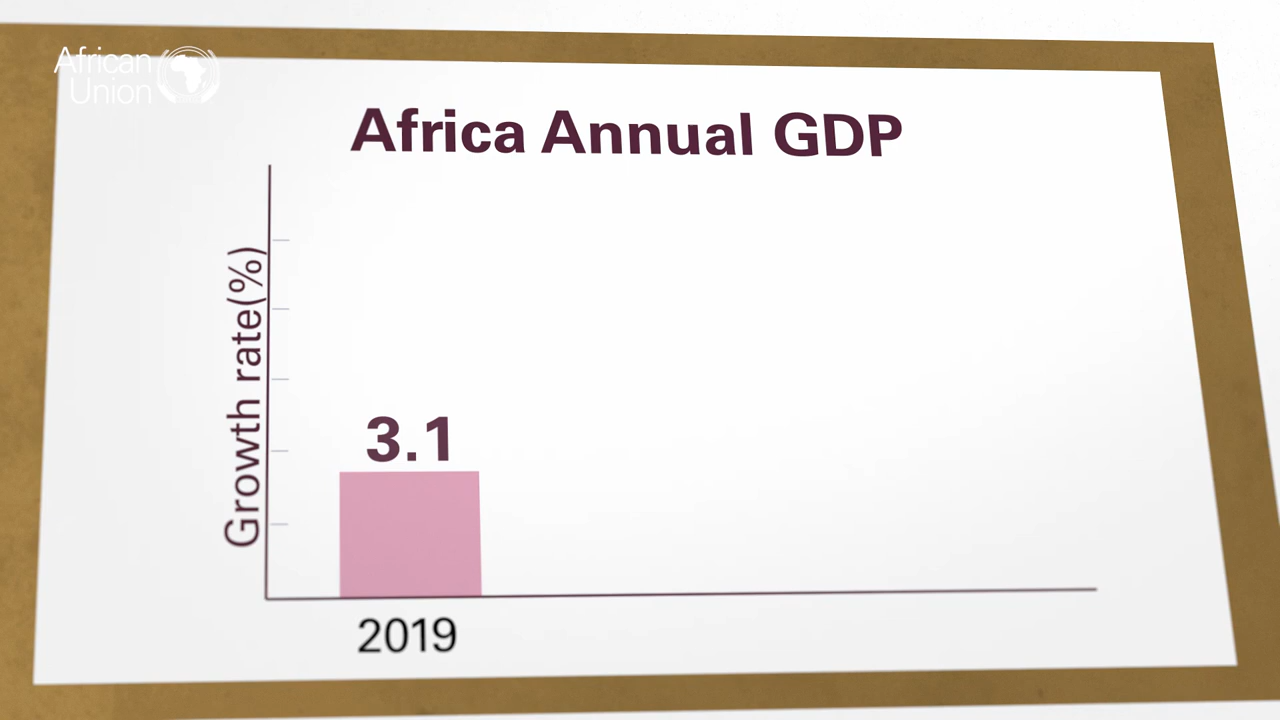 African
Union
Africa Annual GDP
Growth rate(%)
3.1
2019